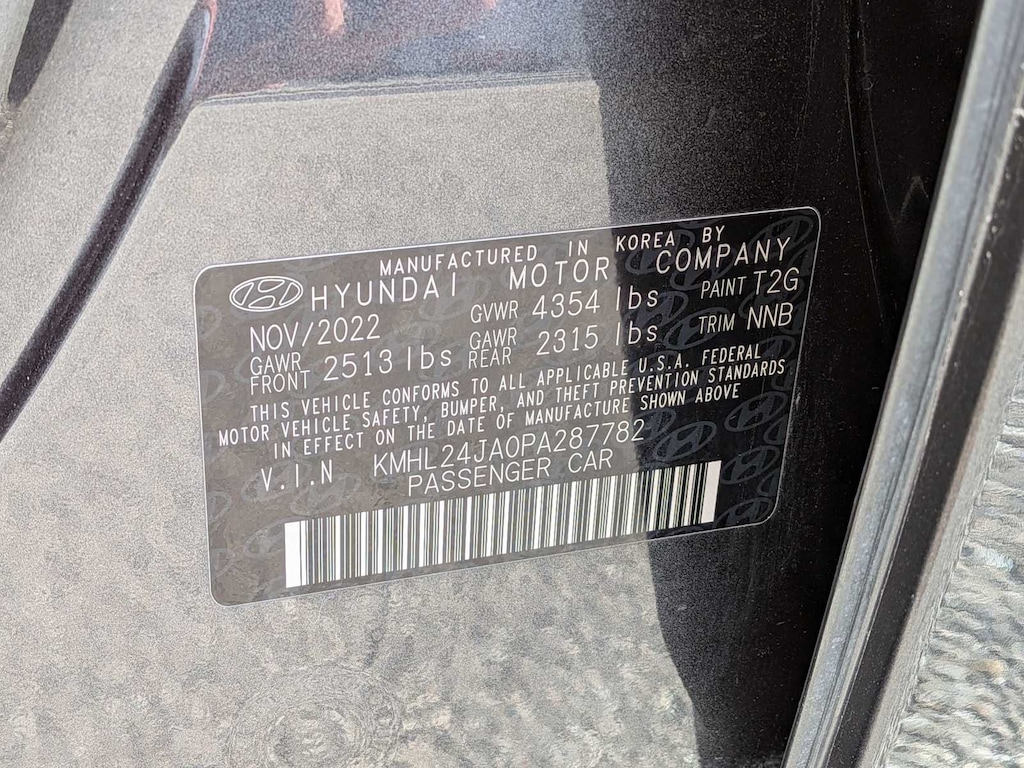 MANUFACTURED IN KOREA BY
HYUNDAI MOTOR COMPANY
NOV/2022 GVWR 4354 lbs PAINT T2G
GAWR FRONT 2513 lbs GAWR REAR 2315 lbs TRIM NNB
THIS VEHICLE CONFORMS TO ALL APPLICABLE U.S.A. FEDERAL
MOTOR VEHICLE SAFETY, BUMPER, AND THEFT PREVENTION STANDARDS
IN EFFECT ON THE DATE OF MANUFACTURE SHOWN ABOVE
V.I.N KMHL24JA0PA287782
PASSENGER CAR